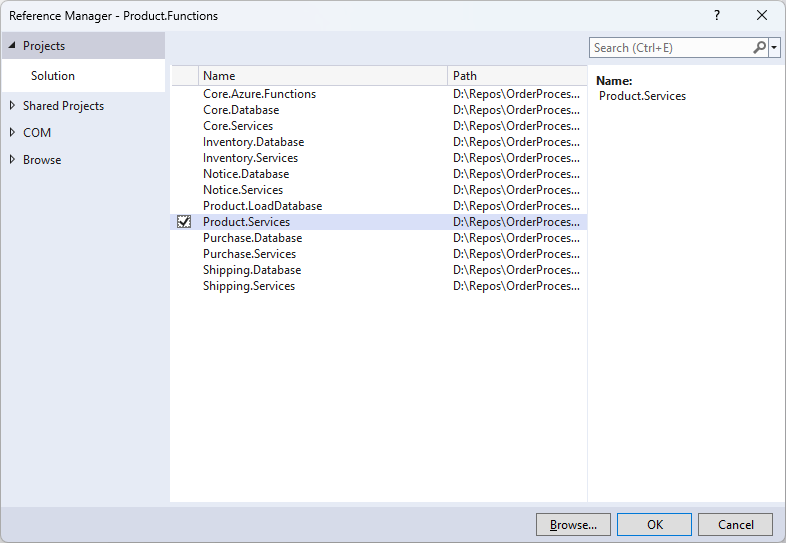 Reference Manager - Product.Functions
?
Projects
Solution
Shared Projects
COM
Browse
Search (Ctrl+E)
Name Path
Core.Azure.Functions D:\Repos\OrderProces...
Core.Database D:\Repos\OrderProces...
Core.Services D:\Repos\OrderProces...
Inventory.Database D:\Repos\OrderProces...
Inventory.Services D:\Repos\OrderProces...
Notice.Database D:\Repos\OrderProces...
Notice.Services D:\Repos\OrderProces...
Product.LoadDatabase D:\Repos\OrderProces...
Product.Services D:\Repos\OrderProces...
Purchase.Database D:\Repos\OrderProces...
Purchase.Services D:\Repos\OrderProces...
Shipping.Database D:\Repos\OrderProces...
Shipping.Services D:\Repos\OrderProces...
Name:
Product.Services
Browse...
OK
Cancel